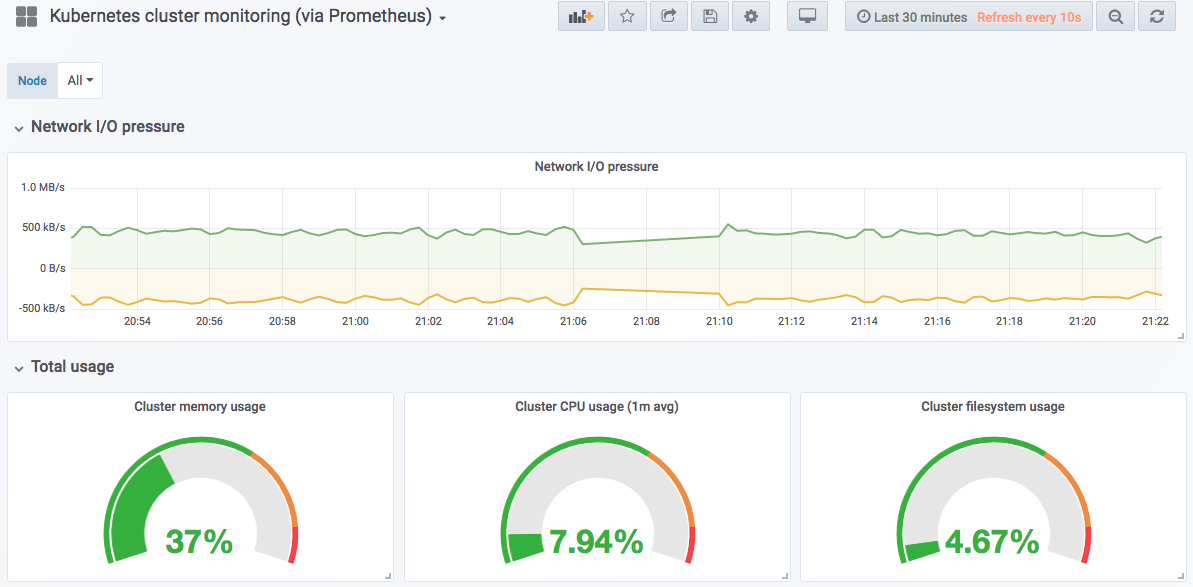 Kubernetes cluster monitoring (via Prometheus)
Last 30 minutes Refresh every 10s
Node All
Network I/O pressure
Network I/O pressure
1.0 MB/s
500 kB/s
0 B/s
-500 kB/s
20:54 20:56 20:58 21:00 21:02 21:04 21:06 21:08 21:10 21:12 21:14 21:16 21:18 21:20 21:22
Total usage
Cluster memory usage
37%
Cluster CPU usage (1m avg)
7.94%
Cluster filesystem usage
4.67%